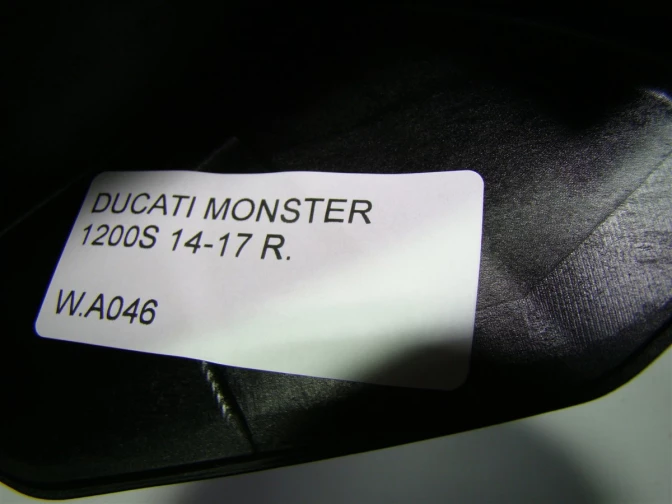 DUCATI MONSTER
1200S 14-17 R.
W.A046